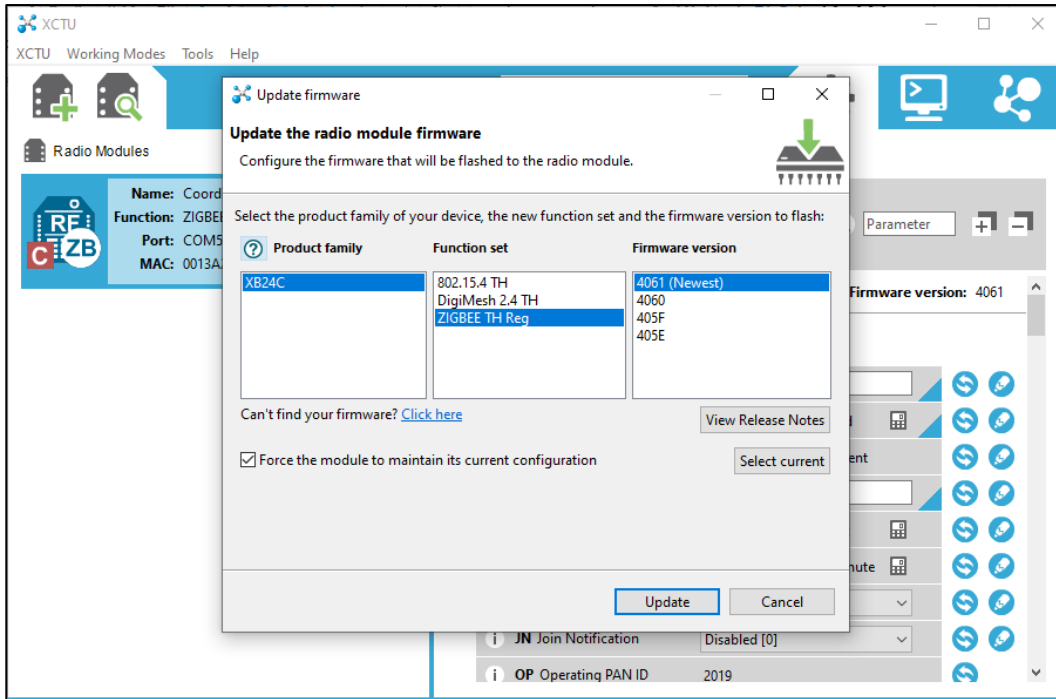 XCTU
XCTU Working Modes Tools Help
Radio Modules
Name: Coord
Function: ZIGBEE
Port: COM5
MAC: 0013A
C RF ZB
Update firmware
Update the radio module firmware
Configure the firmware that will be flashed to the radio module.
Select the product family of your device, the new function set and the firmware version to flash:
Product family Function set Firmware version
XB24C
802.15.4 TH
DigiMesh 2.4 TH
ZIGBEE TH Reg
4061 (Newest)
4060
405F
405E
Can't find your firmware? Click here
View Release Notes
Force the module to maintain its current configuration
Select current
Update Cancel
Parameter
Firmware version: 4061
ent
nute
i JN Join Notification Disabled [0]
i OP Operating PAN ID 2019